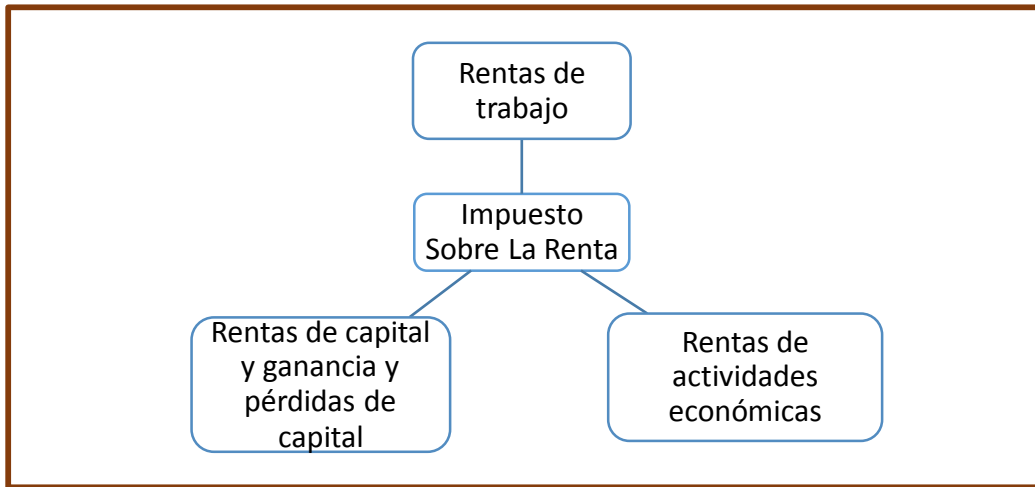 Rentas de
trabajo
Impuesto
Sobre La Renta
Rentas de capital
y ganancia y
pérdidas de
capital
Rentas de
actividades
económicas